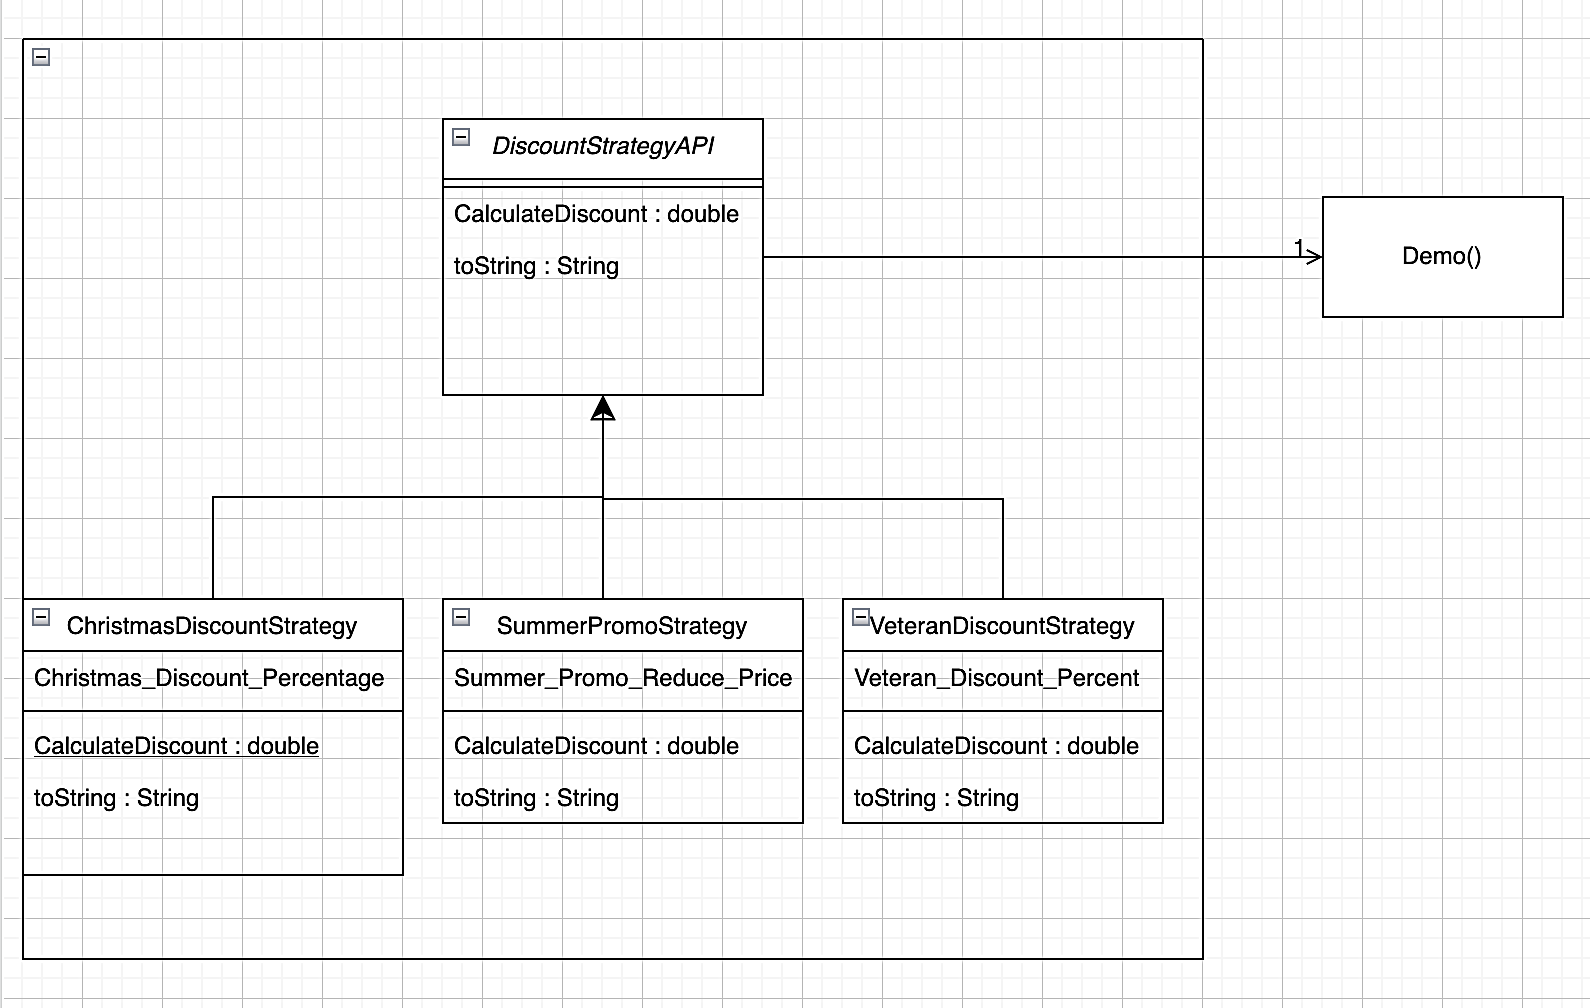 DiscountStrategyAPI
CalculateDiscount : double
toString : String
1
Demo()
ChristmasDiscountStrategy
Christmas_Discount_Percentage
CalculateDiscount : double
toString : String
SummerPromoStrategy
Summer_Promo_Reduce_Price
CalculateDiscount : double
toString : String
VeteranDiscountStrategy
Veteran_Discount_Percent
CalculateDiscount : double
toString : String